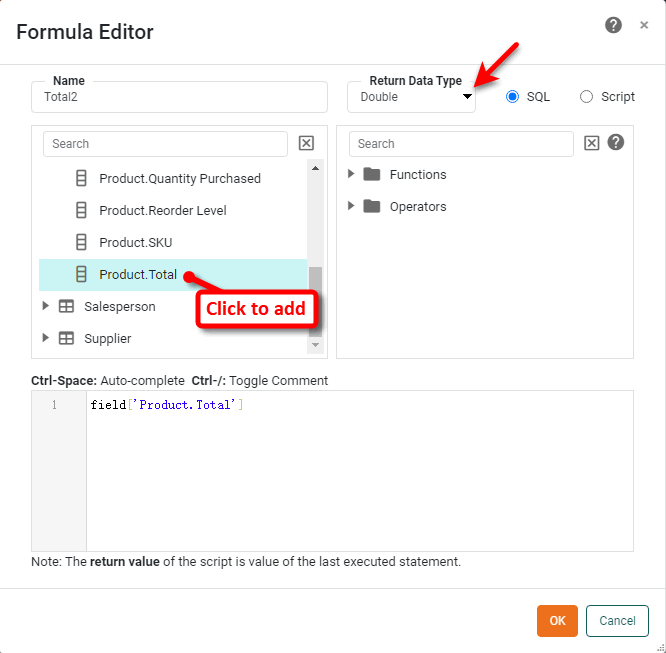 Formula Editor
Name
Total2
Return Data Type
Double
SQL
Script
Search
Product.Quantity Purchased
Product.Reorder Level
Product.SKU
Product.Total
Salesperson
Supplier
Click to add
Search
Functions
Operators
Ctrl-Space: Auto-complete Ctrl-/: Toggle Comment
1 field['Product.Total']
Note: The return value of the script is value of the last executed statement.
OK
Cancel